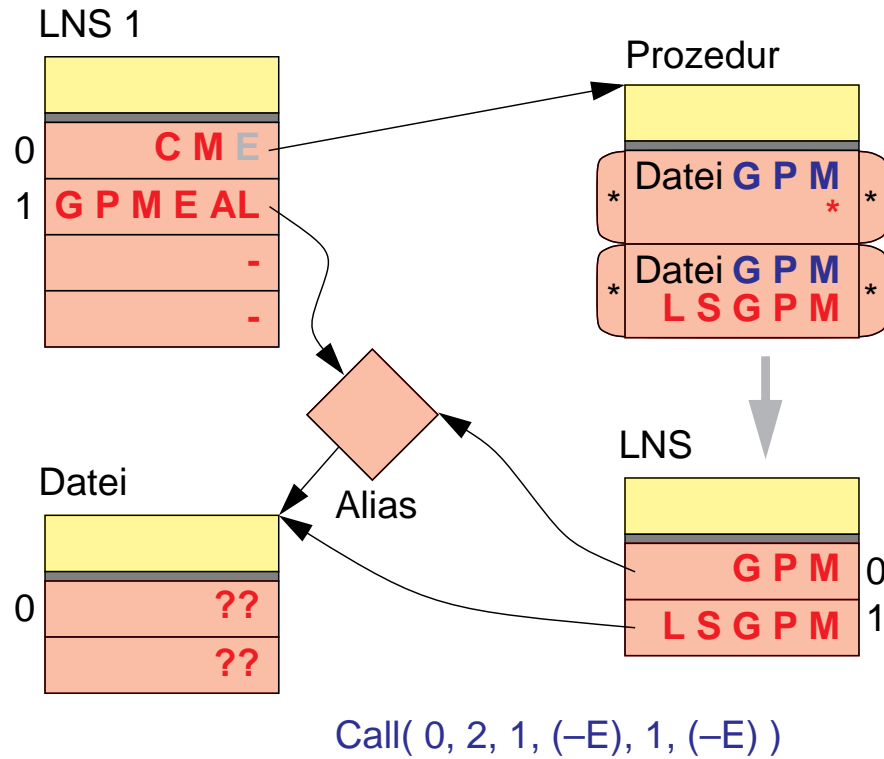 LNS 1
0
C M E
1
G P M E AL
-
-
Prozedur
Datei G P M
*
* *
Datei G P M
L S G P M
* *
Alias
Datei
0
??
??
LNS
G P M 0
L S G P M 1
Call( 0, 2, 1, (–E), 1, (–E) )